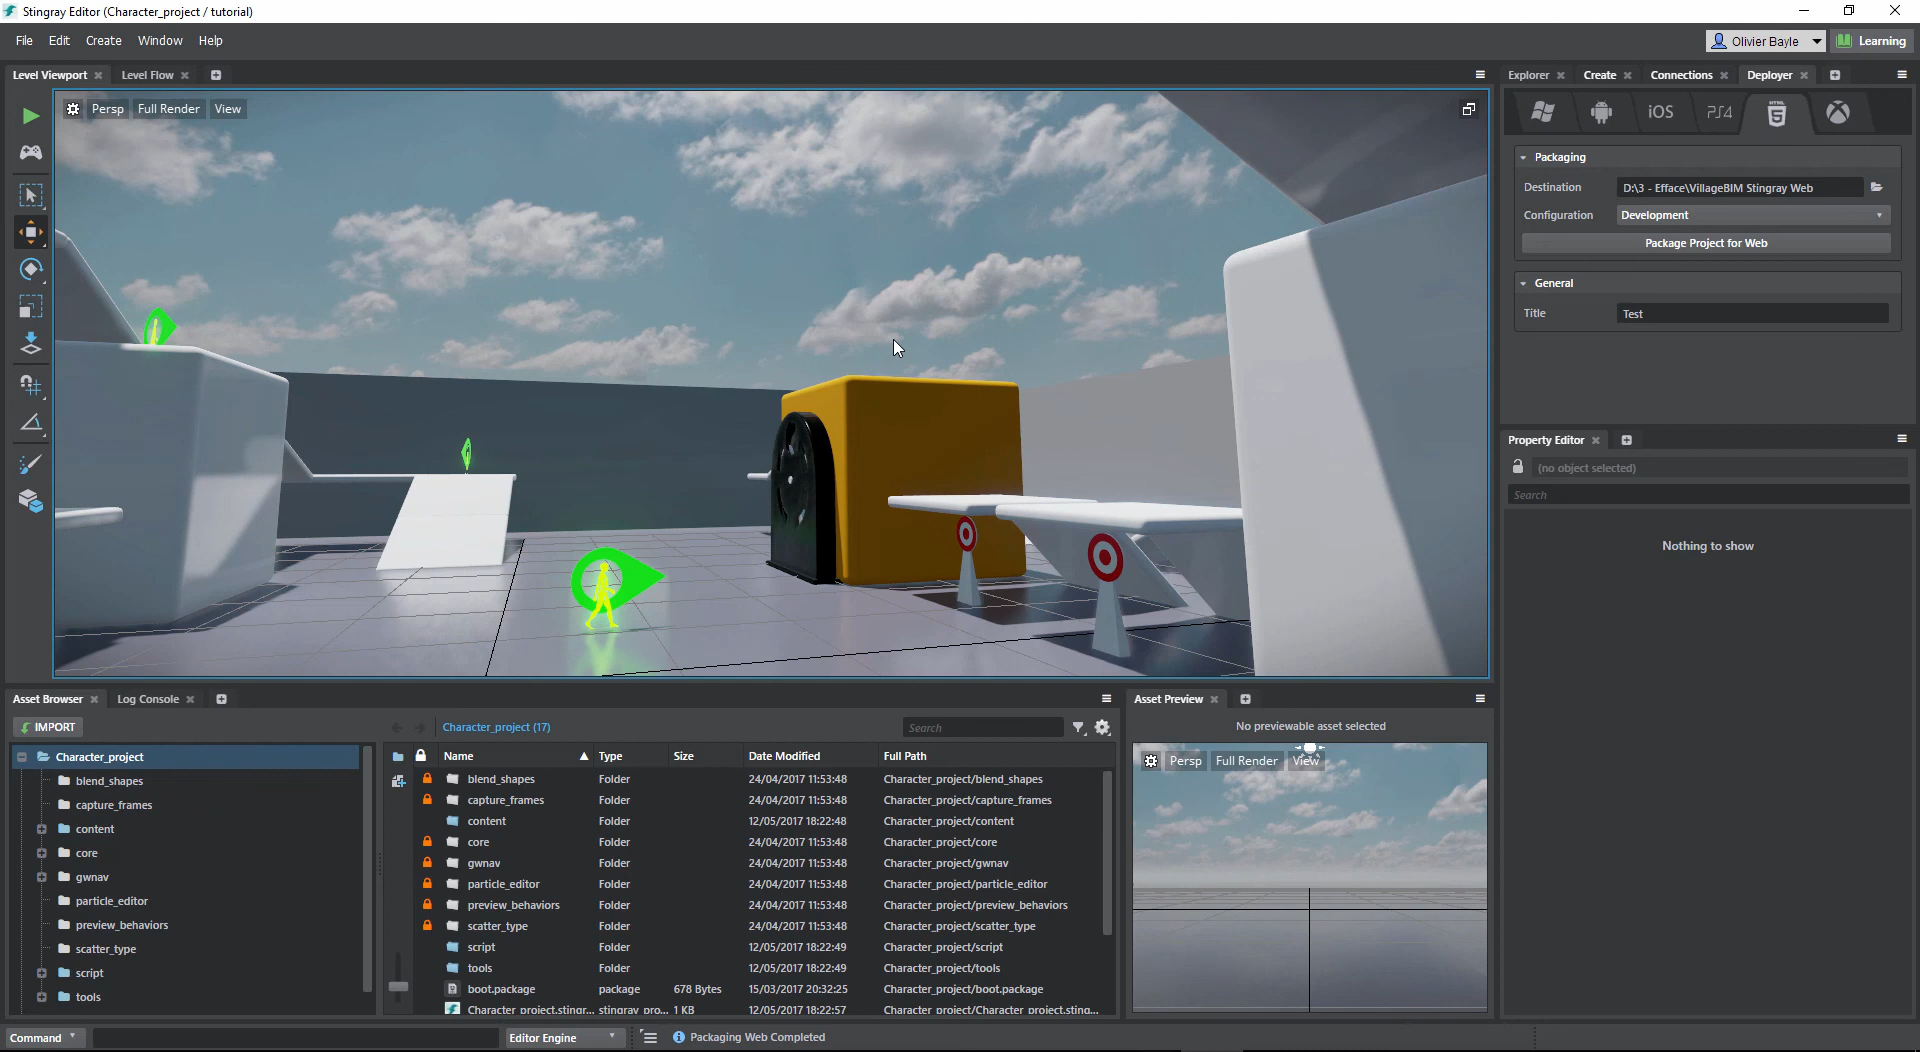 Stingray Editor (Character_project / tutorial)
File Edit Create Window Help
Olivier Bayle
Learning
Level Viewport Level Flow
Explorer Create Connections Deployer
Persp Full Render View
iOS PS4 HTML 5
Packaging
Destination D:\3 - Efface\VillageBIM Stingray Web
Configuration Development
Package Project for Web
General
Title Test
Property Editor
(no object selected)
Search
Nothing to show
Asset Browser Log Console
IMPORT
Character_project (17)
Search
Character_project
blend_shapes
capture_frames
content
core
gwnav
particle_editor
preview_behaviors
scatter_type
script
tools
Name Type Size Date Modified Full Path
blend_shapes Folder 24/04/2017 11:53:48 Character_project/blend_shapes
capture_frames Folder 24/04/2017 11:53:48 Character_project/capture_frames
content Folder 12/05/2017 18:22:48 Character_project/content
core Folder 24/04/2017 11:53:48 Character_project/core
gwnav Folder 24/04/2017 11:53:48 Character_project/gwnav
particle_editor Folder 24/04/2017 11:53:48 Character_project/particle_editor
preview_behaviors Folder 24/04/2017 11:53:48 Character_project/preview_behaviors
scatter_type Folder 24/04/2017 11:53:48 Character_project/scatter_type
script Folder 12/05/2017 18:22:49 Character_project/script
tools Folder 12/05/2017 18:22:49 Character_project/tools
boot.package package 678 Bytes 15/03/2017 20:32:25 Character_project/boot.package
Character_project.stingr... stingray_pro... 1 KB 12/05/2017 18:22:57 Character_project/Character_project.sting...
Asset Preview
No previewable asset selected
Persp Full Render View
Command
Editor Engine
Packaging Web Completed